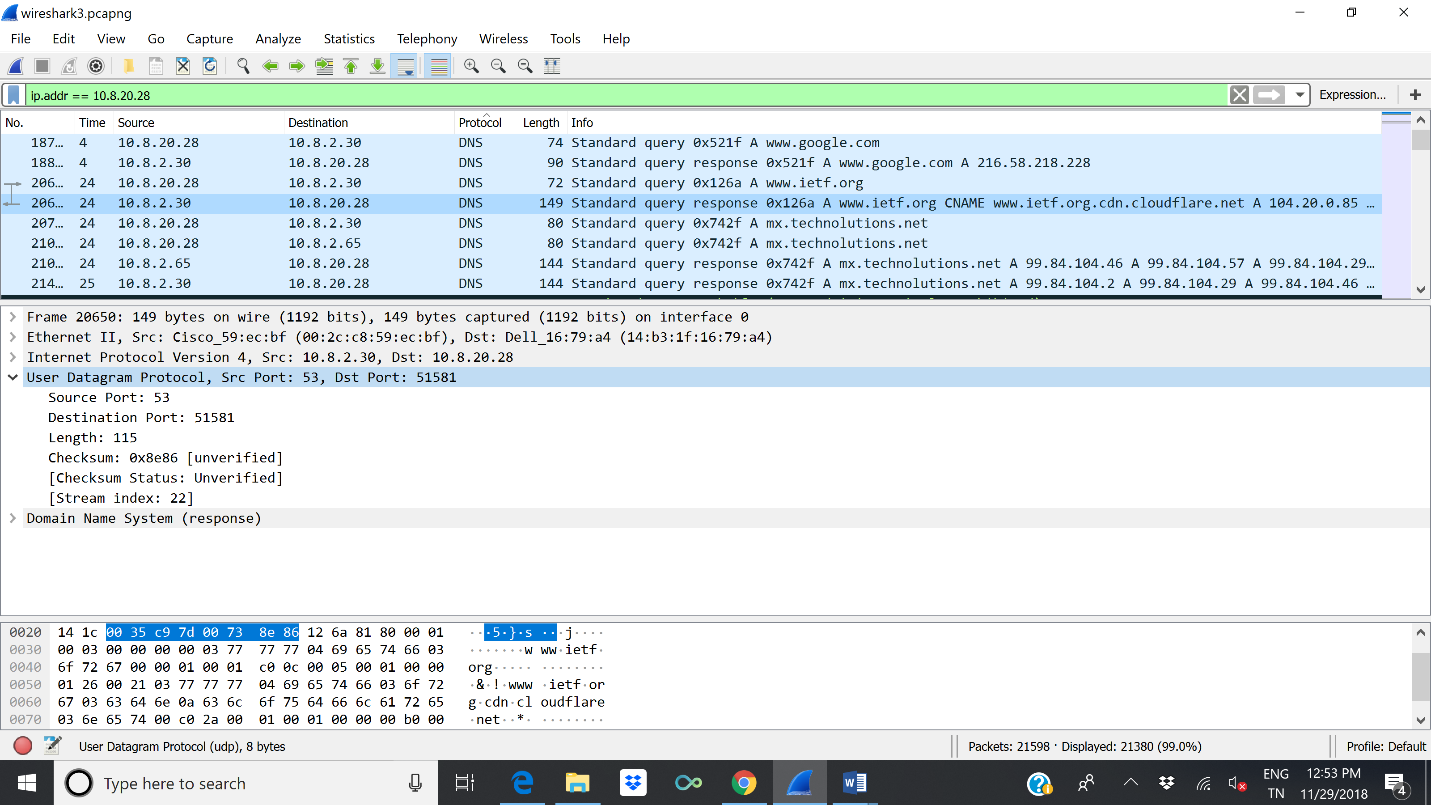 wireshark3.pcapng
File Edit View Go Capture Analyze Statistics Telephony Wireless Tools Help
ip.addr == 10.8.20.28 Expression... +
No. Time Source Destination Protocol Length Info
187… 4 10.8.20.28 10.8.2.30 DNS 74 Standard query 0x521f A www.google.com
188… 4 10.8.2.30 10.8.20.28 DNS 90 Standard query response 0x521f A www.google.com A 216.58.218.228
206… 24 10.8.20.28 10.8.2.30 DNS 72 Standard query 0x126a A www.ietf.org
206… 24 10.8.2.30 10.8.20.28 DNS 149 Standard query response 0x126a A www.ietf.org CNAME www.ietf.org.cdn.cloudflare.net A 104.20.0.85 …
207… 24 10.8.20.28 10.8.2.30 DNS 80 Standard query 0x742f A mx.technolutions.net
210… 24 10.8.20.28 10.8.2.65 DNS 80 Standard query 0x742f A mx.technolutions.net
210… 24 10.8.2.65 10.8.20.28 DNS 144 Standard query response 0x742f A mx.technolutions.net A 99.84.104.46 A 99.84.104.57 A 99.84.104.29…
214… 25 10.8.2.30 10.8.20.28 DNS 144 Standard query response 0x742f A mx.technolutions.net A 99.84.104.2 A 99.84.104.29 A 99.84.104.46 …
Frame 20650: 149 bytes on wire (1192 bits), 149 bytes captured (1192 bits) on interface 0
Ethernet II, Src: Cisco_59:ec:bf (00:2c:c8:59:ec:bf), Dst: Dell_16:79:a4 (14:b3:1f:16:79:a4)
Internet Protocol Version 4, Src: 10.8.2.30, Dst: 10.8.20.28
User Datagram Protocol, Src Port: 53, Dst Port: 51581
Source Port: 53
Destination Port: 51581
Length: 115
Checksum: 0x8e86 [unverified]
[Checksum Status: Unverified]
[Stream index: 22]
Domain Name System (response)
0020 14 1c 00 35 c9 7d 00 73 8e 86 12 6a 81 80 00 01 ···5·}·s ···j····
0030 00 03 00 00 00 00 03 77 77 77 04 69 65 74 66 03 ·······w ww·ietf·
0040 6f 72 67 00 00 01 00 01 c0 0c 00 05 00 01 00 00 org····· ········
0050 01 26 00 21 03 77 77 77 04 69 65 74 66 03 6f 72 ·&·!·www ·ietf·or
0060 67 03 63 64 6e 0a 63 6c 6f 75 64 66 6c 61 72 65 g·cdn·cl oudflare
0070 03 6e 65 74 00 c0 2a 00 01 00 01 00 00 00 b0 00 ·net··*· ········
User Datagram Protocol (udp), 8 bytes Packets: 21598 · Displayed: 21380 (99.0%) Profile: Default
Type here to search ENG 12:53 PM
TN 11/29/2018 4